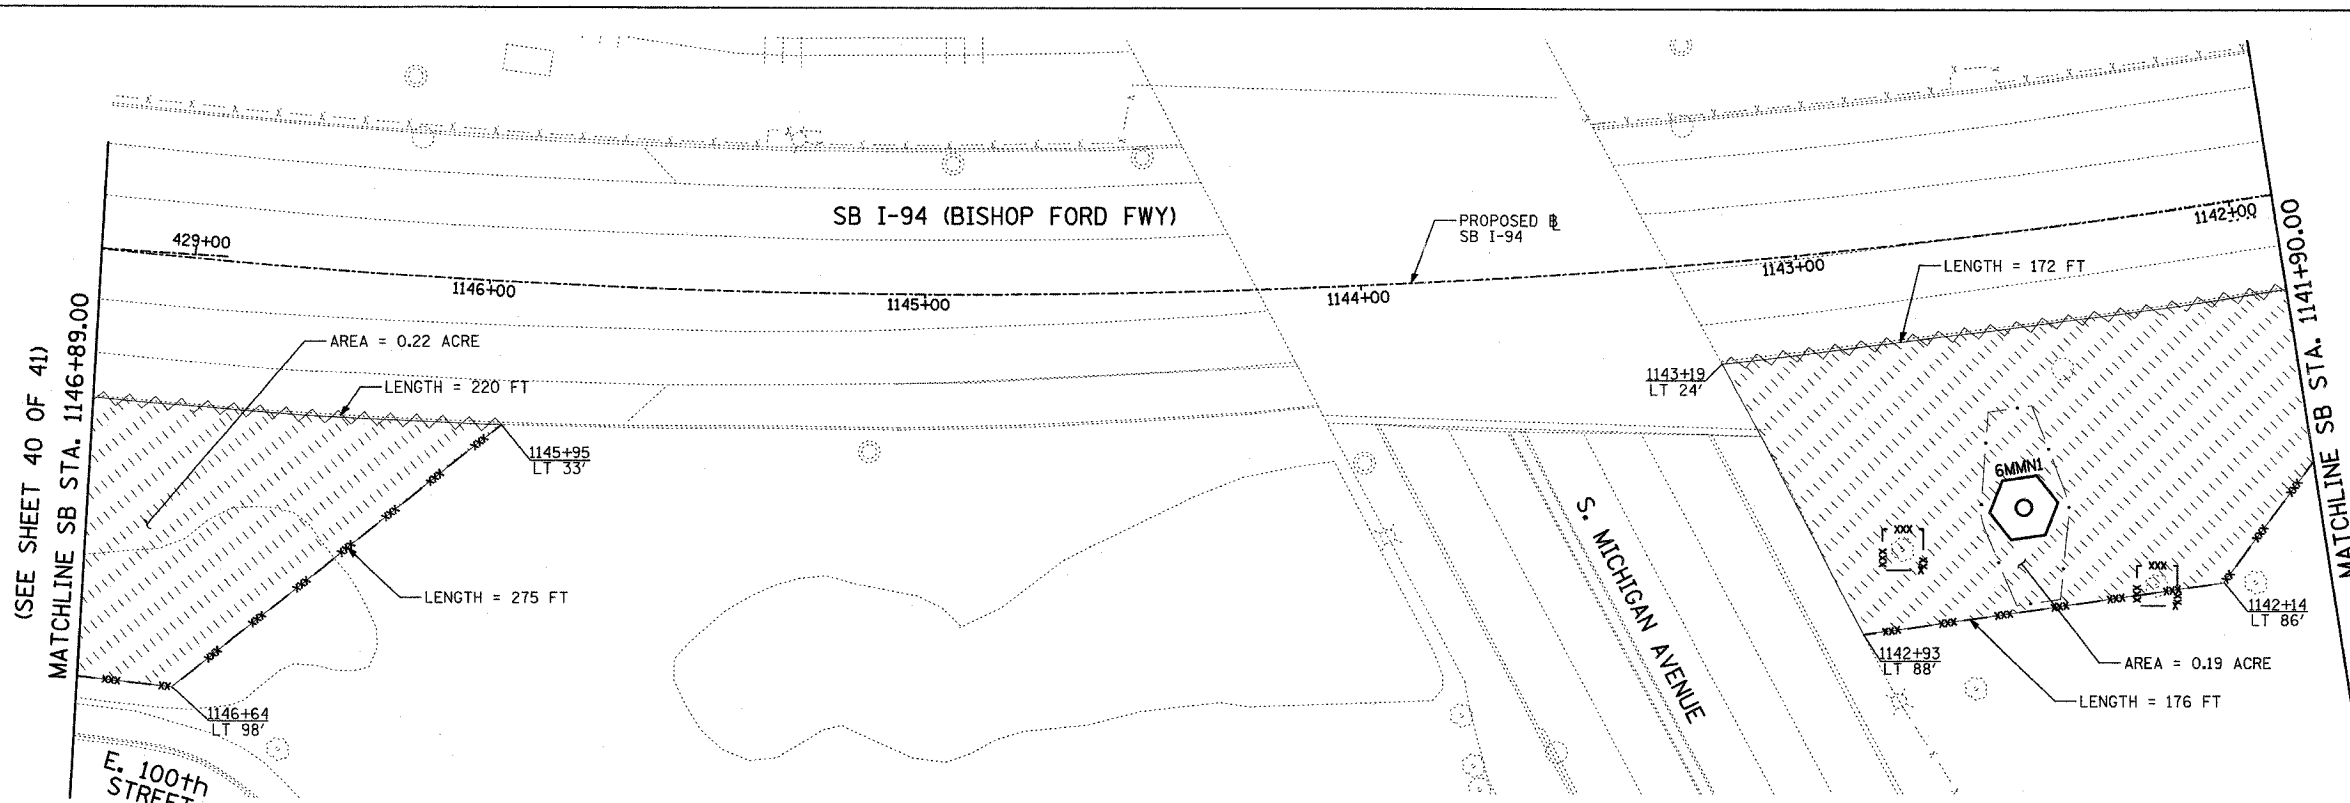 SB I-94 (BISHOP FORD FWY)
PROPOSED ⅊
SB I-94
429+00
1146+00
1145+00
1144+00
1143+00
1142+00
(SEE SHEET 40 OF 41)
MATCHLINE SB STA. 1146+89.00
AREA = 0.22 ACRE
LENGTH = 220 FT
1145+95
LT 33'
LENGTH = 275 FT
1146+64
LT 98'
E. 100th
STREET
LENGTH = 172 FT
1143+19
LT 24'
S. MICHIGAN AVENUE
6MMN1
1142+14
LT 86'
1142+93
LT 88'
AREA = 0.19 ACRE
LENGTH = 176 FT
MATCHLINE SB STA. 1141+90.00